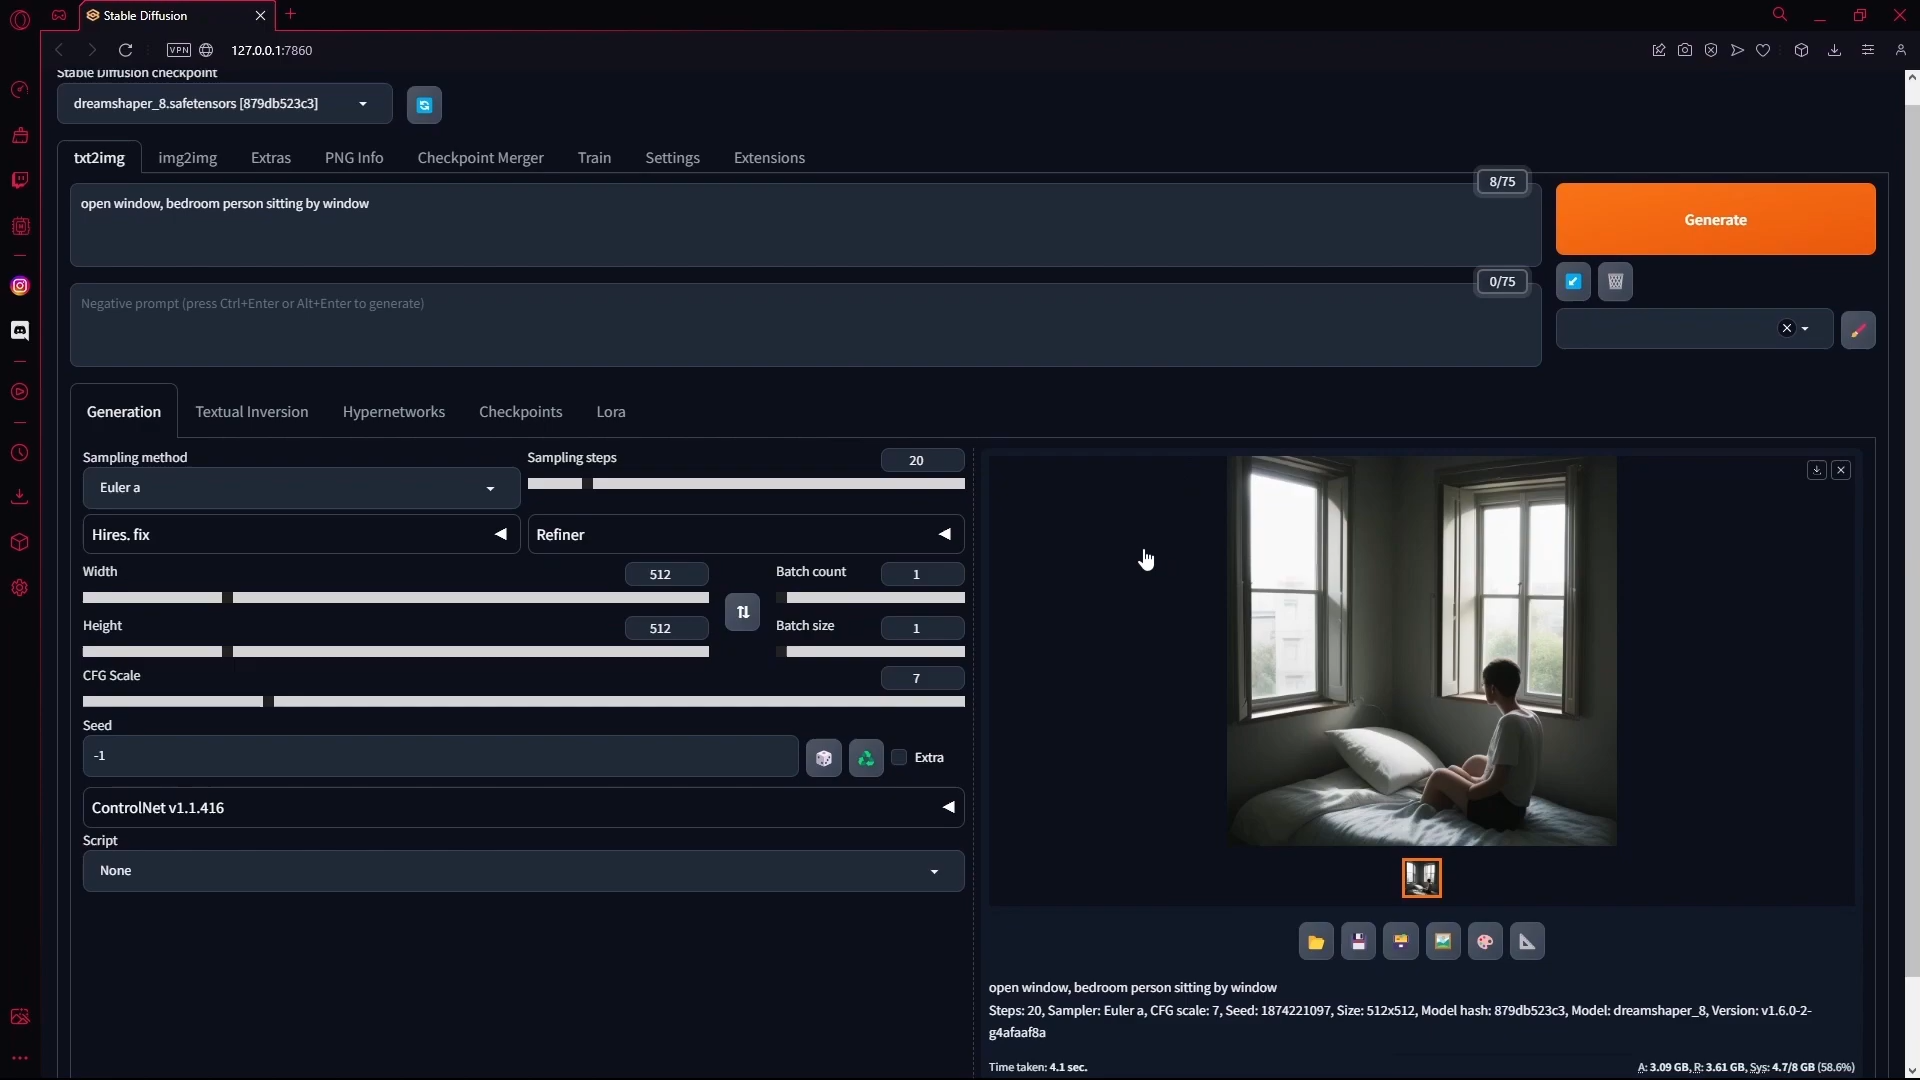 Stable Diffusion
VPN
127.0.0.1:7860
Stable Diffusion checkpoint
dreamshaper_8.safetensors [879db523c3]
txt2img
img2img
Extras
PNG Info
Checkpoint Merger
Train
Settings
Extensions
8/75
open window, bedroom person sitting by window
Generate
0/75
Negative prompt (press Ctrl+Enter or Alt+Enter to generate)
Generation
Textual Inversion
Hypernetworks
Checkpoints
Lora
Sampling method
Euler a
Sampling steps
20
Hires. fix
Refiner
Width
512
Batch count
1
Height
512
Batch size
1
CFG Scale
7
Seed
-1
Extra
ControlNet v1.1.416
Script
None
open window, bedroom person sitting by window
Steps: 20, Sampler: Euler a, CFG scale: 7, Seed: 1874221097, Size: 512x512, Model hash: 879db523c3, Model: dreamshaper_8, Version: v1.6.0-2-
g4afaaf8a
Time taken: 4.1 sec.
A: 3.09 GB, R: 3.61 GB, Sys: 4.7/8 GB (58.6%)